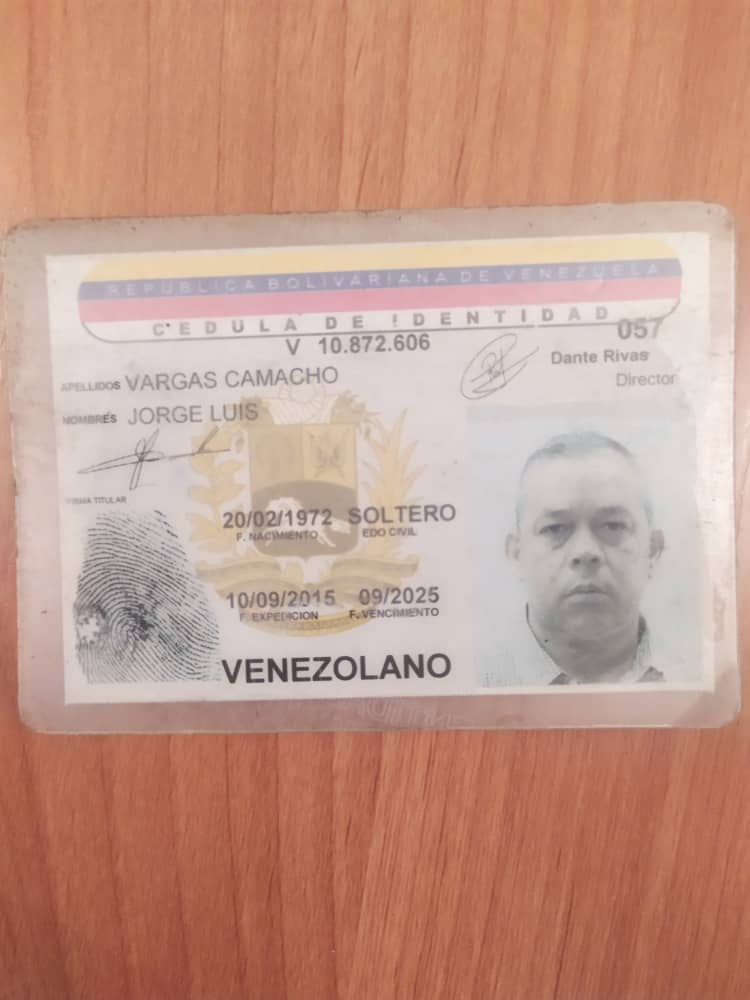 REPUBLICA BOLIVARIANA DE VENEZUELA
CEDULA DE IDENTIDAD
057
V 10.872.606
Dante Rivas
Director
APELLIDOS VARGAS CAMACHO
NOMBRES JORGE LUIS
FIRMA TITULAR
20/02/1972 SOLTERO
F. NACIMIENTO EDO CIVIL
10/09/2015 09/2025
F. EXPEDICION F. VENCIMIENTO
VENEZOLANO